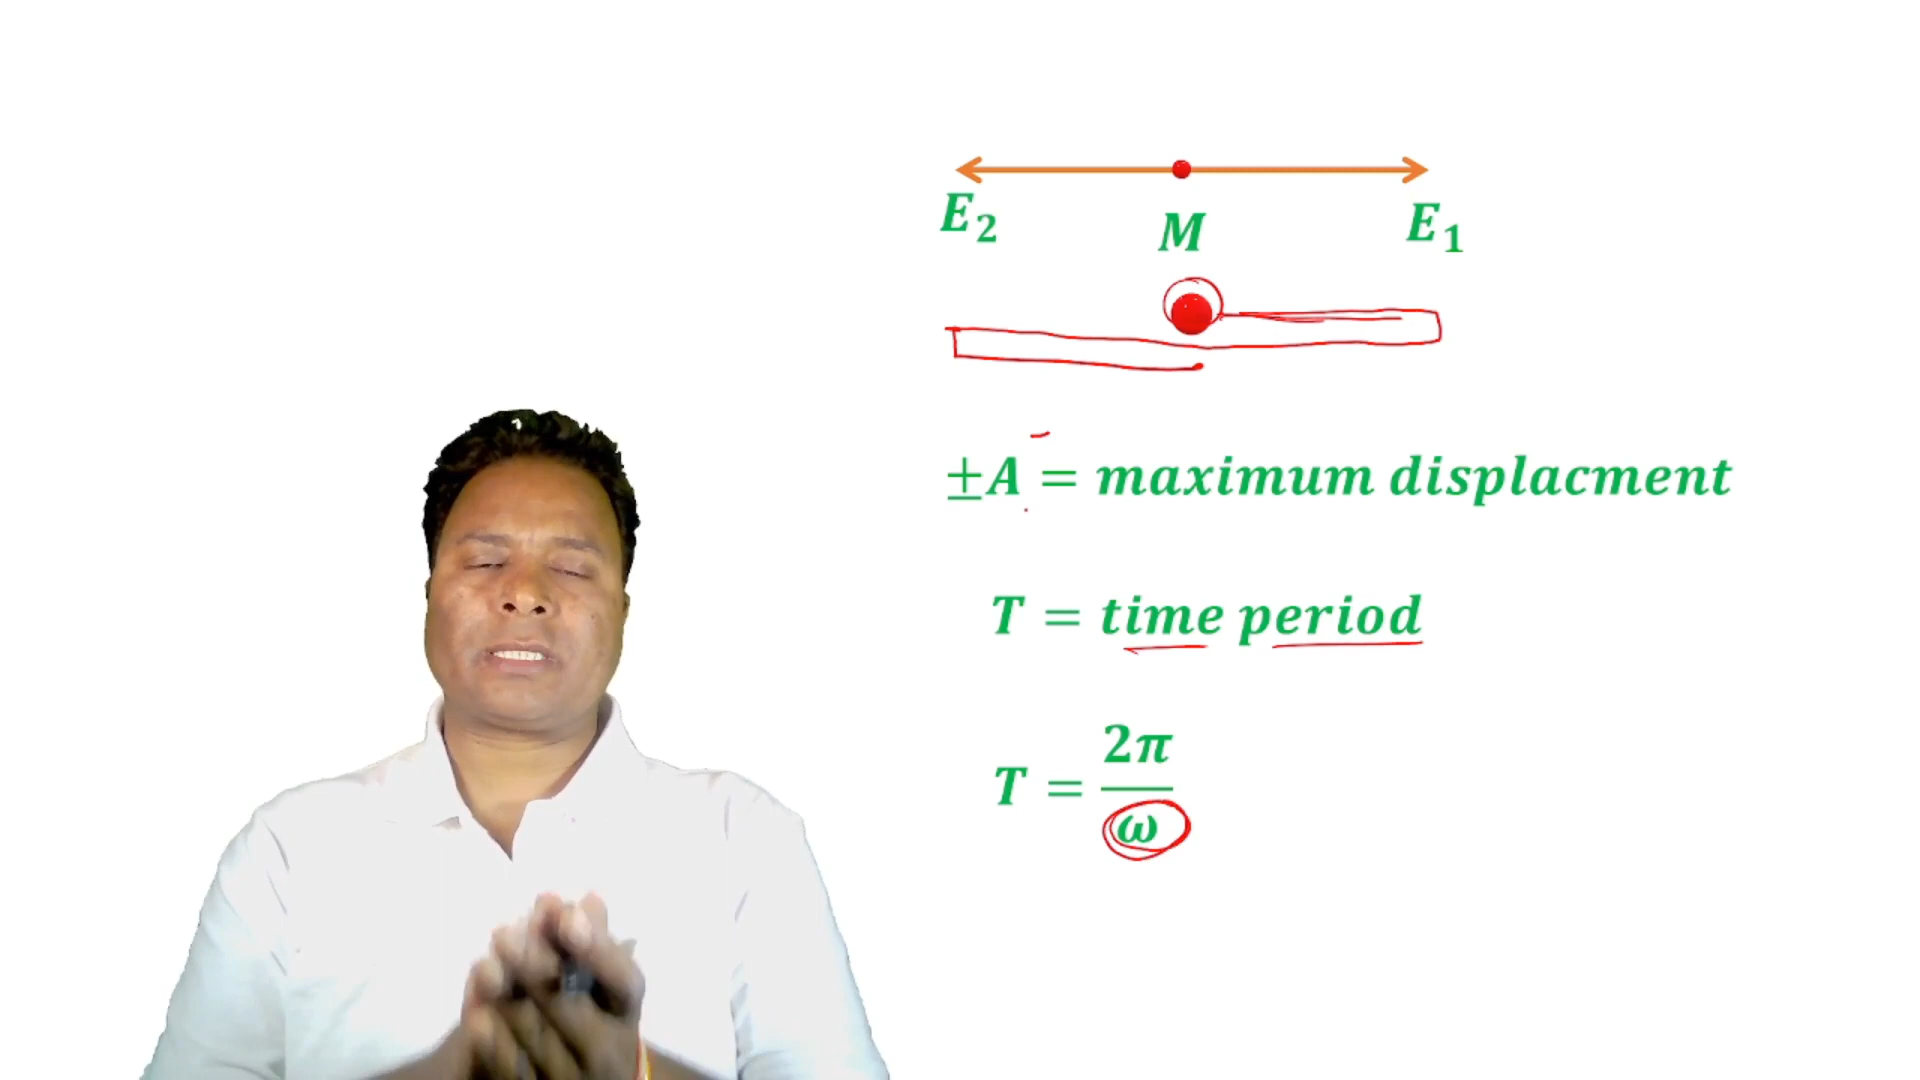 E₂ M E₁
±A = maximum displacment
T = time period
T = 2π/ω